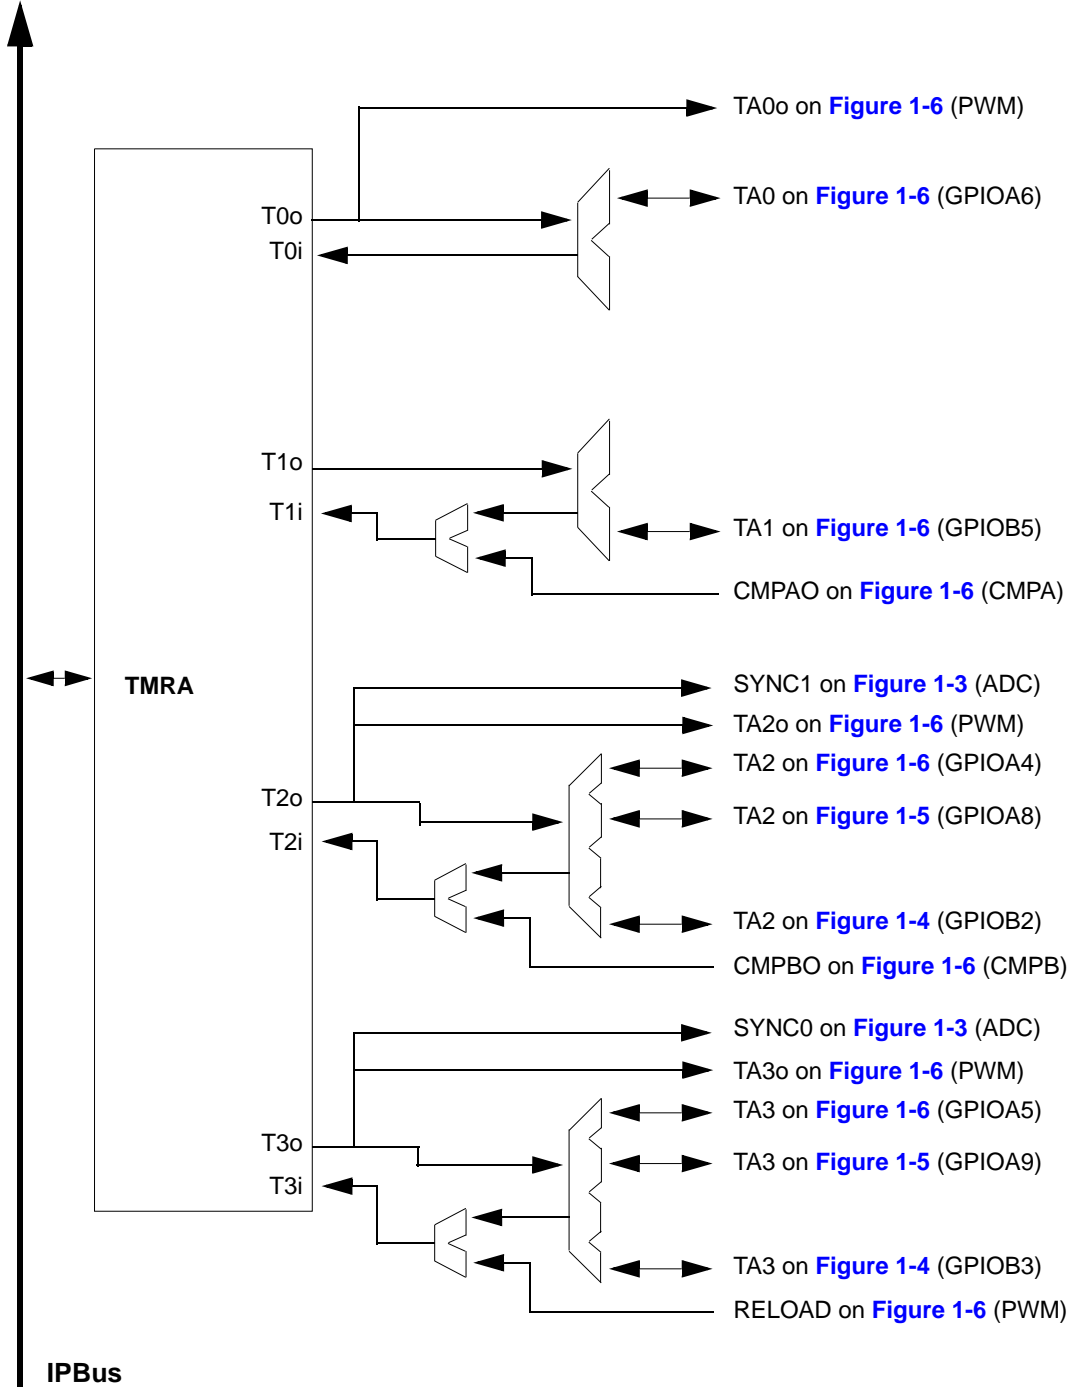 TA0o on Figure 1-6 (PWM)
TA0 on Figure 1-6 (GPIOA6)
T0o
T0i
T1o
T1i
TA1 on Figure 1-6 (GPIOB5)
CMPAO on Figure 1-6 (CMPA)
TMRA
SYNC1 on Figure 1-3 (ADC)
TA2o on Figure 1-6 (PWM)
TA2 on Figure 1-6 (GPIOA4)
T2o
TA2 on Figure 1-5 (GPIOA8)
T2i
TA2 on Figure 1-4 (GPIOB2)
CMPBO on Figure 1-6 (CMPB)
SYNC0 on Figure 1-3 (ADC)
TA3o on Figure 1-6 (PWM)
TA3 on Figure 1-6 (GPIOA5)
T3o
TA3 on Figure 1-5 (GPIOA9)
T3i
TA3 on Figure 1-4 (GPIOB3)
RELOAD on Figure 1-6 (PWM)
IPBus